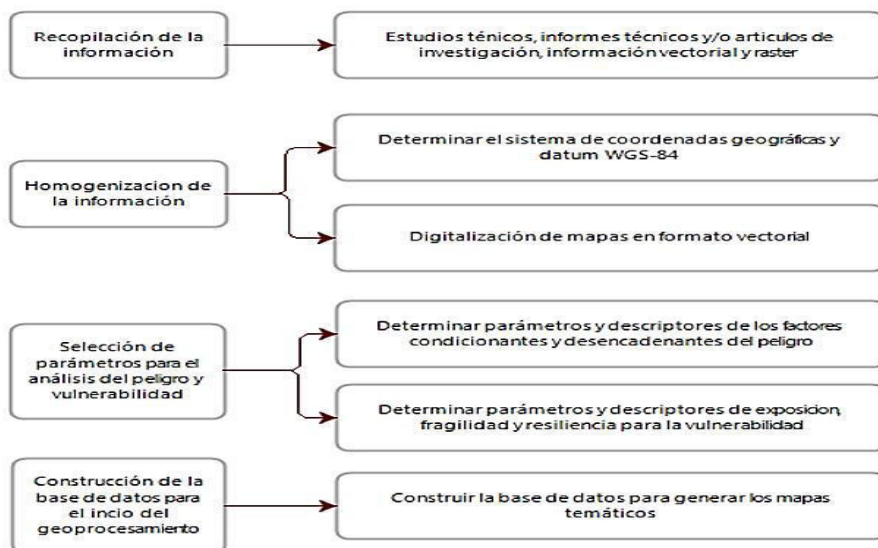 Recopilación de la
información
Estudios ténicos, informes técnicos y/o articulos de
investigación, información vectorial y raster
Homogenizacion de
la información
Determinar el sistema de coordenadas geográficas y
datum WGS-84
Digitalización de mapas en formato vectorial
Selección de
parámetros para el
análisis del peligro y
vulnerabilidad
Determinar parámetros y descriptores de los factores
condicionantes y desencadenantes del peligro
Determinar parámetros y descriptores de exposicion,
fragilidad y resiliencia para la vulnerabilidad
Construcción de la
base de datos para
el incio del
geoprocesamiento
Construir la base de datos para generar los mapas
temáticos